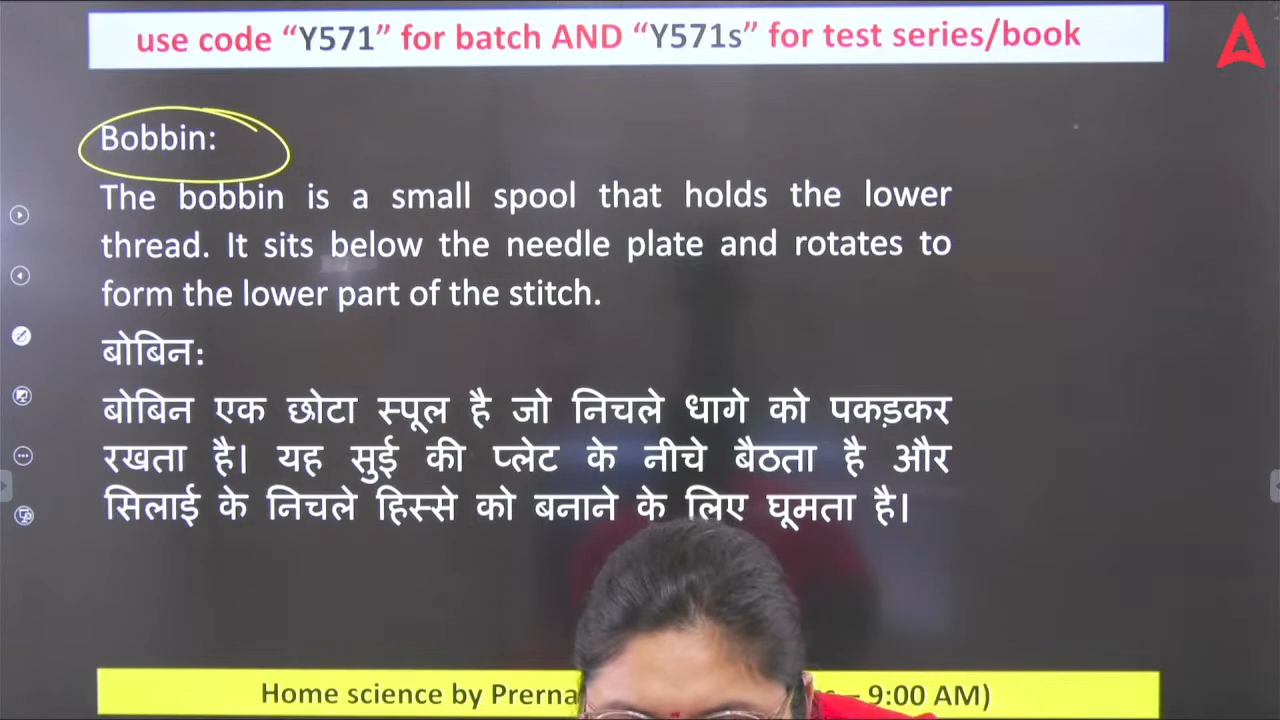 use code “Y571” for batch AND “Y571s” for test series/book
Bobbin:
The bobbin is a small spool that holds the lower
thread. It sits below the needle plate and rotates to
form the lower part of the stitch.
बोबिन:
बोबिन एक छोटा स्पूल है जो निचले धागे को पकड़कर
रखता है। यह सुई की प्लेट के नीचे बैठता है और
सिलाई के निचले हिस्से को बनाने के लिए घूमता है।
Home science by Prerna – 9:00 AM)